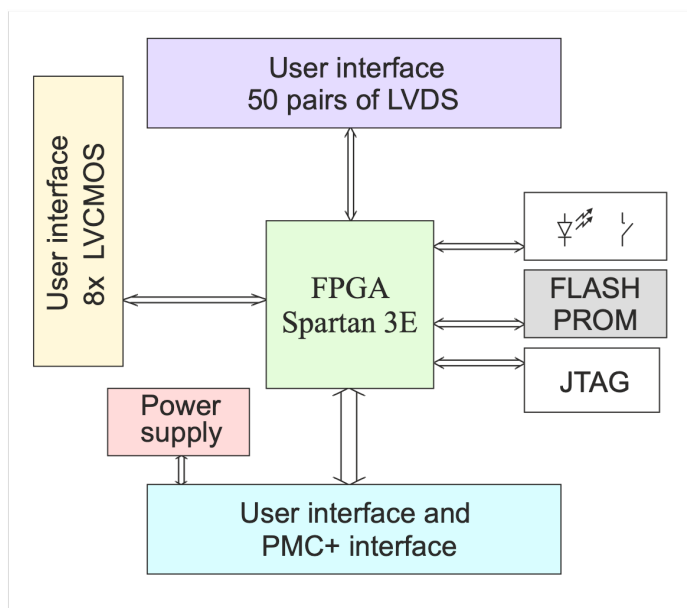 User interface
50 pairs of LVDS
User interface
8x LVCMOS
FPGA
Spartan 3E
FLASH
PROM
JTAG
Power
supply
User interface and
PMC+ interface